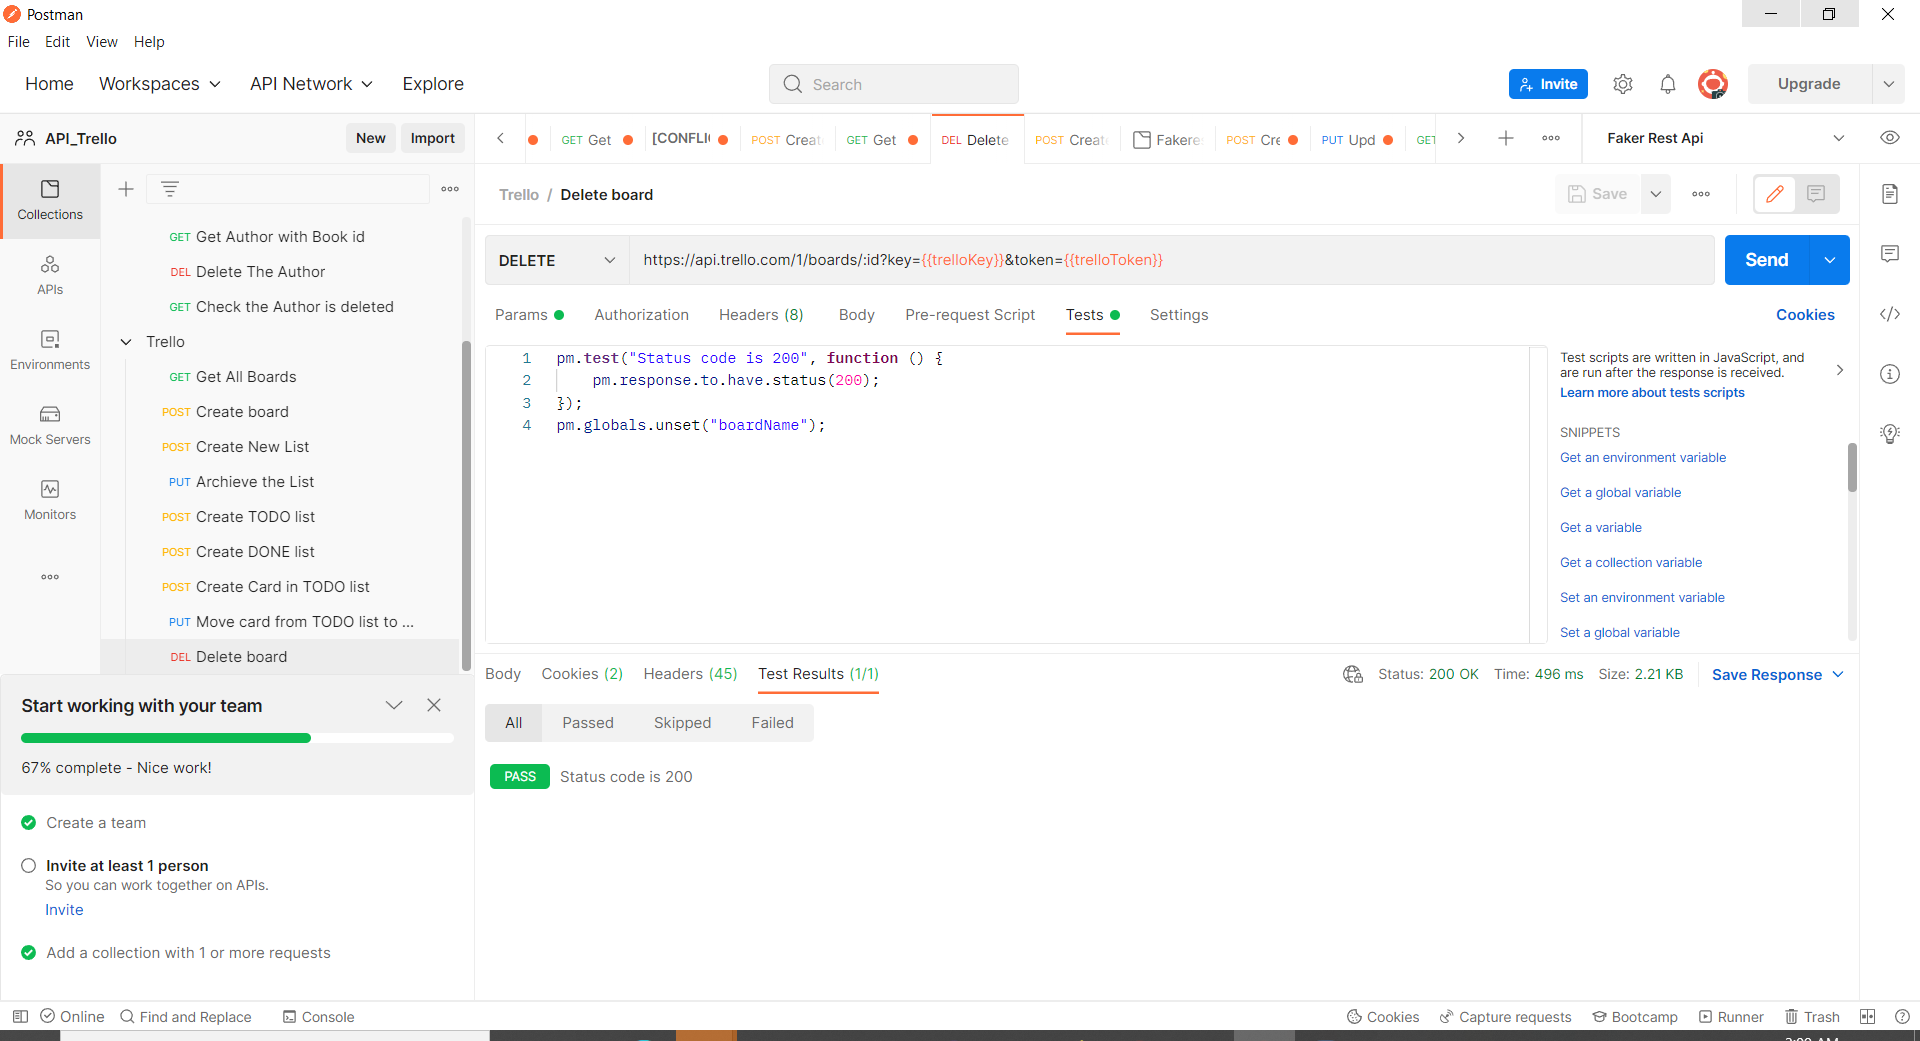 Postman
File Edit View Help
Home Workspaces API Network Explore Search Invite Upgrade
API_Trello New Import
GET Get [CONFLI POST Creat GET Get DEL Delete POST Creat Fakere POST Cre PUT Upd GET Faker Rest Api
Collections
APIs
Environments
Mock Servers
Monitors
GET Get Author with Book id
DEL Delete The Author
GET Check the Author is deleted
Trello
GET Get All Boards
POST Create board
POST Create New List
PUT Archieve the List
POST Create TODO list
POST Create DONE list
POST Create Card in TODO list
PUT Move card from TODO list to ...
DEL Delete board
Trello / Delete board Save
DELETE https://api.trello.com/1/boards/:id?key={{trelloKey}}&token={{trelloToken}} Send
Params Authorization Headers (8) Body Pre-request Script Tests Settings Cookies
1 pm.test("Status code is 200", function () {
2 pm.response.to.have.status(200);
3 });
4 pm.globals.unset("boardName");
Test scripts are written in JavaScript, and
are run after the response is received.
Learn more about tests scripts
SNIPPETS
Get an environment variable
Get a global variable
Get a variable
Get a collection variable
Set an environment variable
Set a global variable
Body Cookies (2) Headers (45) Test Results (1/1) Status: 200 OK Time: 496 ms Size: 2.21 KB Save Response
All Passed Skipped Failed
PASS Status code is 200
Start working with your team
67% complete - Nice work!
Create a team
Invite at least 1 person
So you can work together on APIs.
Invite
Add a collection with 1 or more requests
Online Find and Replace Console Cookies Capture requests Bootcamp Runner Trash